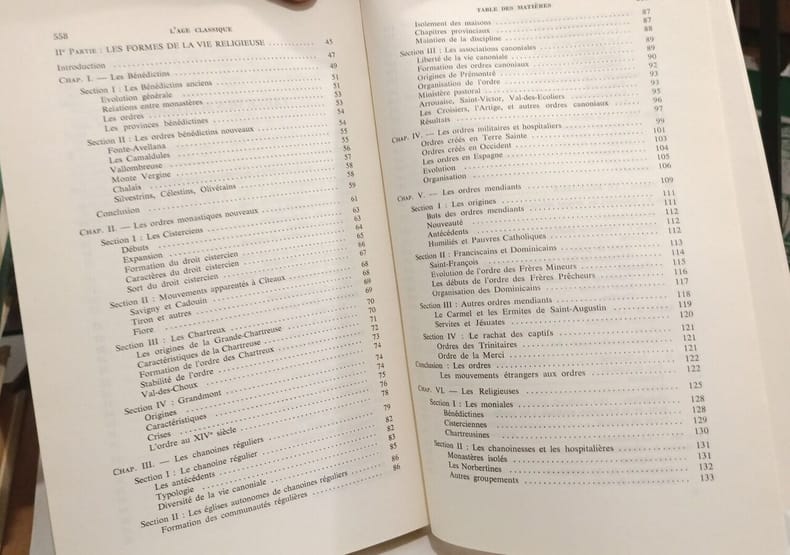 558
L'AGE CLASSIQUE
IIe PARTIE : LES FORMES DE LA VIE RELIGIEUSE 45
Introduction 47
CHAP. I. — Les Bénédictins 49
Section I : Les Bénédictins anciens 51
Evolution générale 51
Relations entre monastères 53
Les ordres 53
Les provinces bénédictines 54
Section II : Les ordres bénédictins nouveaux 54
Fonte-Avellana 55
Les Camaldules 55
Vallombreuse 56
Monte Vergine 57
Chalais 58
Silvestrins, Célestins, Olivétains 58
Conclusion 59
CHAP. II. — Les ordres monastiques nouveaux 61
Section I : Les Cisterciens 63
Débuts 63
Expansion 64
Formation du droit cistercien 65
Caractères du droit cistercien 66
Sort du droit cistercien 67
Section II : Mouvements apparentés à Cîteaux 68
Savigny et Cadouin 68
Tiron et autres 69
Fiore 69
Section III : Les Chartreux 70
Les origines de la Grande-Chartreuse 70
Caractéristiques de la Chartreuse 71
Formation de l'ordre des Chartreux 72
Stabilité de l'ordre 73
Val-des-Choux 74
Section IV : Grandmont 74
Origines 74
Caractéristiques 75
Crises 76
L'ordre au XIVe siècle 78
CHAP. III. — Les chanoines réguliers 79
Section I : Le chanoine régulier 82
Les antécédents 82
Typologie 83
Diversité de la vie canoniale 85
Section II : Les églises autonomes de chanoines réguliers 86
Formation des communautés régulières 86
TABLE DES MATIÈRES
Isolement des maisons 87
Chapitres provinciaux 87
Maintien de la discipline 88
Section III : Les associations canoniales 89
Liberté de la vie canoniale 89
Formation des ordres canoniaux 90
Origines de Prémontré 92
Organisation de l'ordre 93
Ministère pastoral 93
Arrouaise, Saint-Victor, Val-des-Ecoliers 95
Les Croisiers, l'Artige, et autres ordres canoniaux 96
Résultats 97
CHAP. IV. — Les ordres militaires et hospitaliers 99
Ordres créés en Terre Sainte 101
Ordres créés en Occident 103
Les ordres en Espagne 104
Evolution 105
Organisation 106
CHAP. V. — Les ordres mendiants 109
Section I : Les origines 111
Buts des ordres mendiants 111
Nouveauté 112
Antécédents 112
Humiliés et Pauvres Catholiques 112
Section II : Franciscains et Dominicains 113
Saint-François 114
Evolution de l'ordre des Frères Mineurs 115
Les débuts de l'ordre des Frères Prêcheurs 116
Organisation des Dominicains 117
Section III : Autres ordres mendiants 118
Le Carmel et les Ermites de Saint-Augustin 119
Servites et Jésuates 120
Section IV : Le rachat des captifs 121
Ordres des Trinitaires 121
Ordre de la Merci 121
Conclusion : Les ordres 122
Les mouvements étrangers aux ordres 122
CHAP. VI. — Les Religieuses 125
Section I : Les moniales 128
Bénédictines 128
Cisterciennes 129
Chartreusines 130
Section II : Les chanoinesses et les hospitalières 131
Monastères isolés 131
Les Norbertines 132
Autres groupements 133